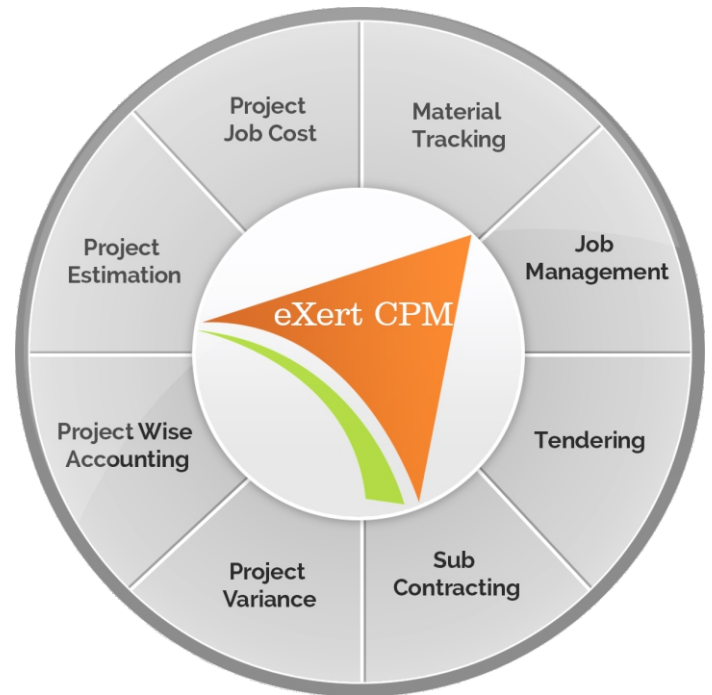 Project
Job Cost
Material
Tracking
Project
Estimation
Job
Management
eXert CPM
Project Wise
Accounting
Tendering
Project
Variance
Sub
Contracting